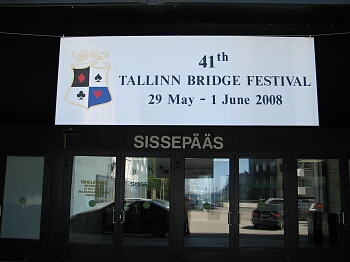 41th
TALLINN BRIDGE FESTIVAL
29 May - 1 June 2008
SISSEPÄÄS